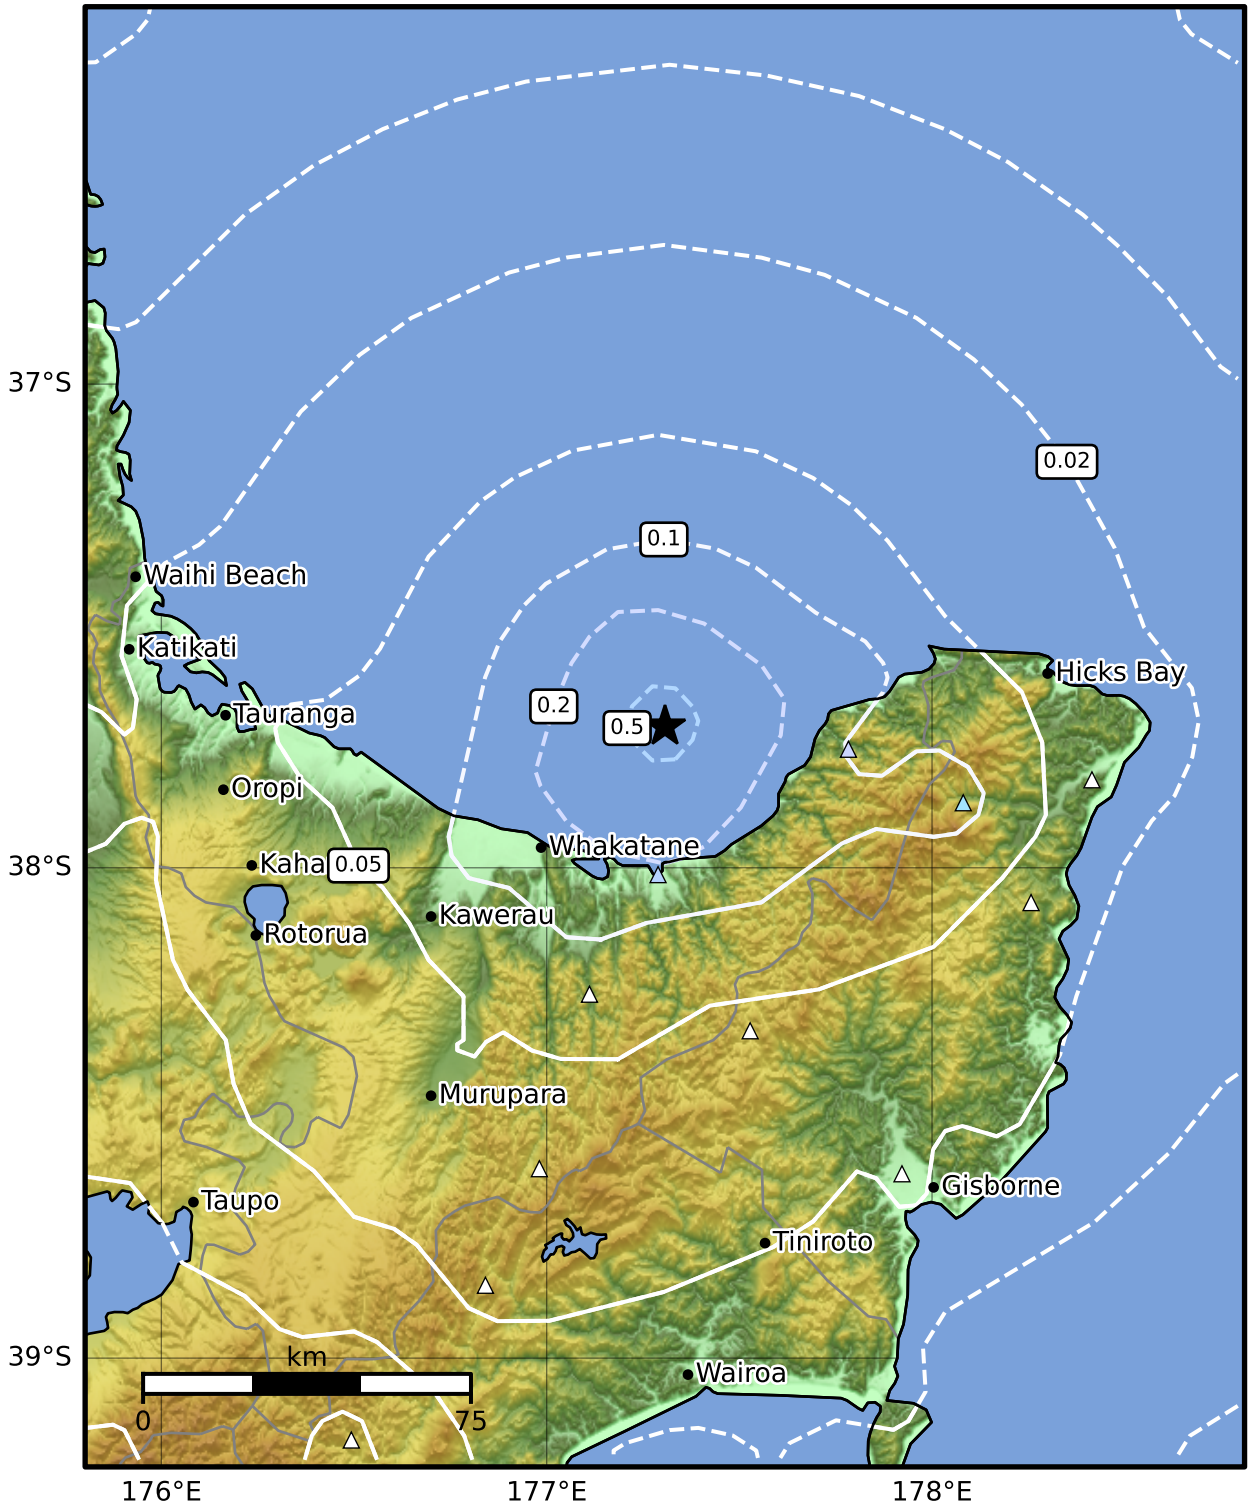 37°S
0.02
0.1
Waihi Beach
Katikati
Hicks Bay
0.2
Tauranga
0.5
Oropi
38°S
Whakatane
Kaha
0.05
Kawerau
Rotorua
Murupara
Taupo
Gisborne
Tiniroto
39°S
km
Wairoa
0
75
176°E
177°E
178°E